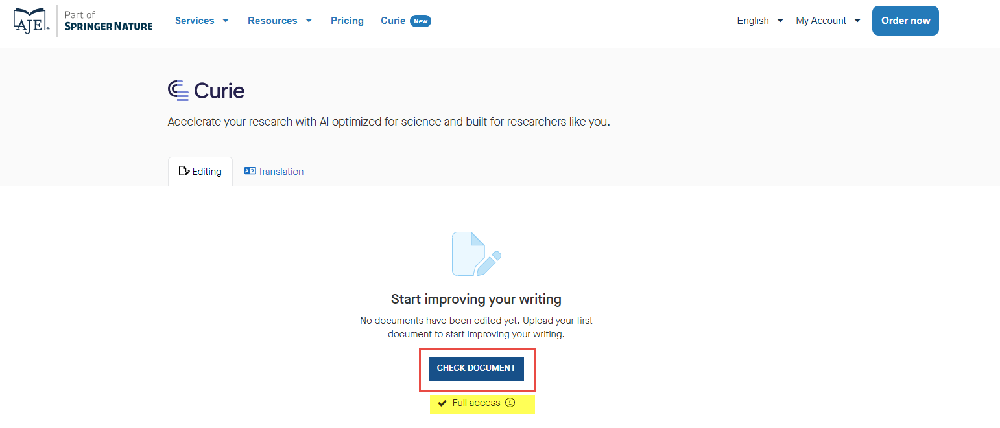 AJE® Part of
SPRINGER NATURE
Services Resources Pricing Curie New English My Account Order now
Curie
Accelerate your research with AI optimized for science and built for researchers like you.
Editing Translation
Start improving your writing
No documents have been edited yet. Upload your first
document to start improving your writing.
CHECK DOCUMENT
Full access